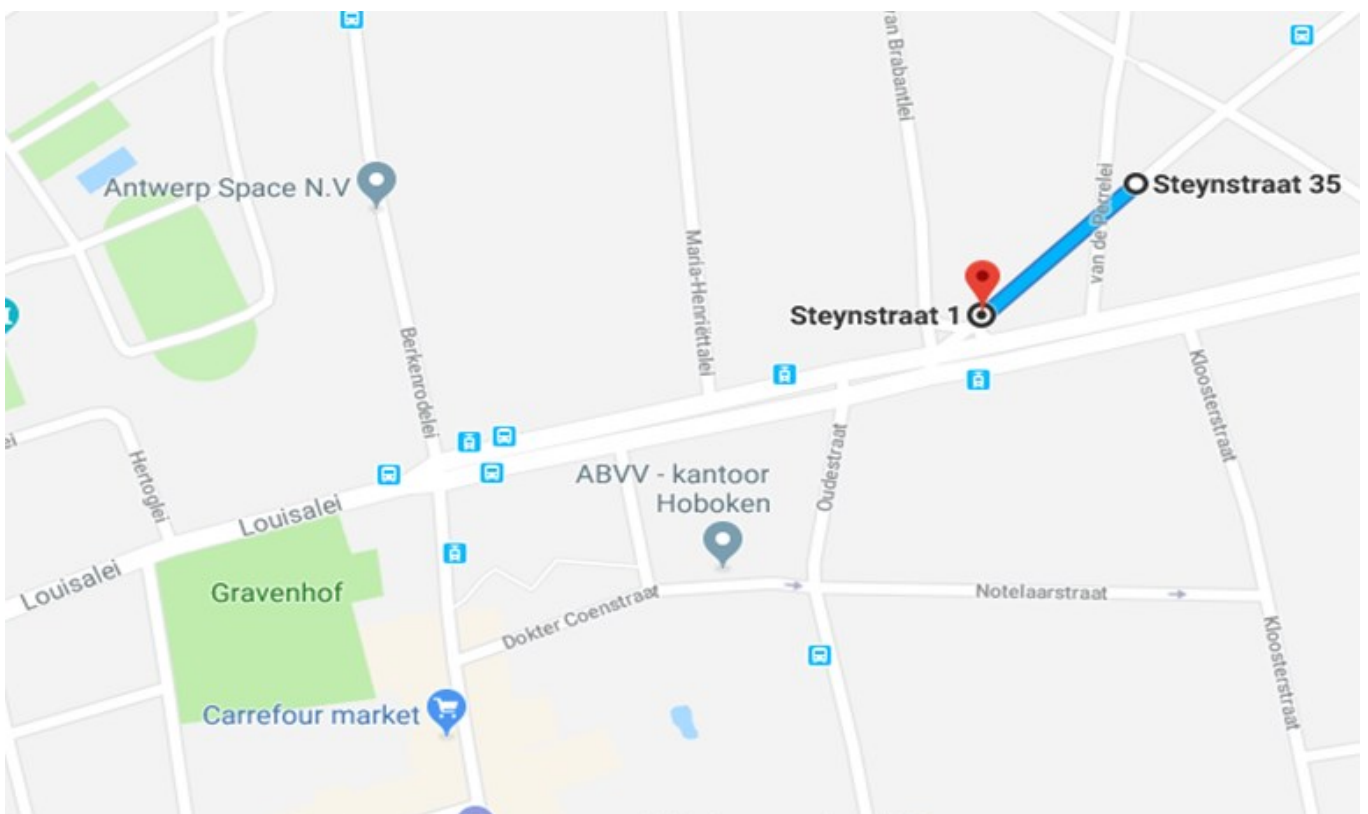 van Brabantlei
Antwerp Space N.V
Steynstraat 35
van de Perrelei
Maria-Henriëttalei
Steynstraat 1
Berkenrodelei
Kloosterstraat
Hertoglei
Oudestraat
ABVV - kantoor
Hoboken
Louisalei
Louisalei
Gravenhof
Notelaarstraat
Dokter Coenstraat
Kloosterstraat
Carrefour market